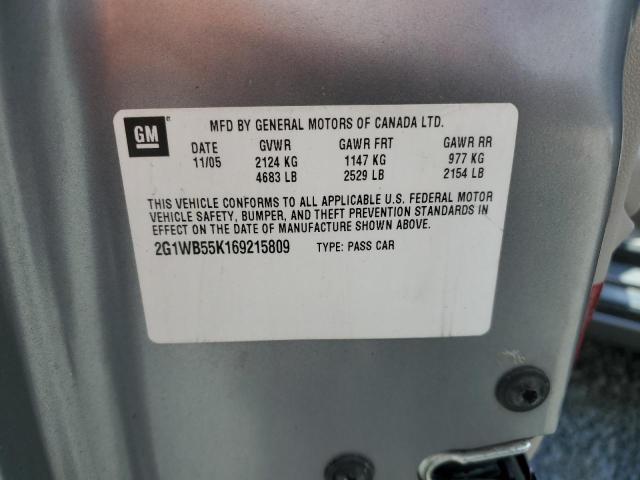 GM
MFD BY GENERAL MOTORS OF CANADA LTD.
DATE GVWR GAWR FRT GAWR RR
11/05 2124 KG 1147 KG 977 KG
4683 LB 2529 LB 2154 LB
THIS VEHICLE CONFORMS TO ALL APPLICABLE U.S. FEDERAL MOTOR
VEHICLE SAFETY, BUMPER, AND THEFT PREVENTION STANDARDS IN
EFFECT ON THE DATE OF MANUFACTURE SHOWN ABOVE.
2G1WB55K169215809 TYPE: PASS CAR